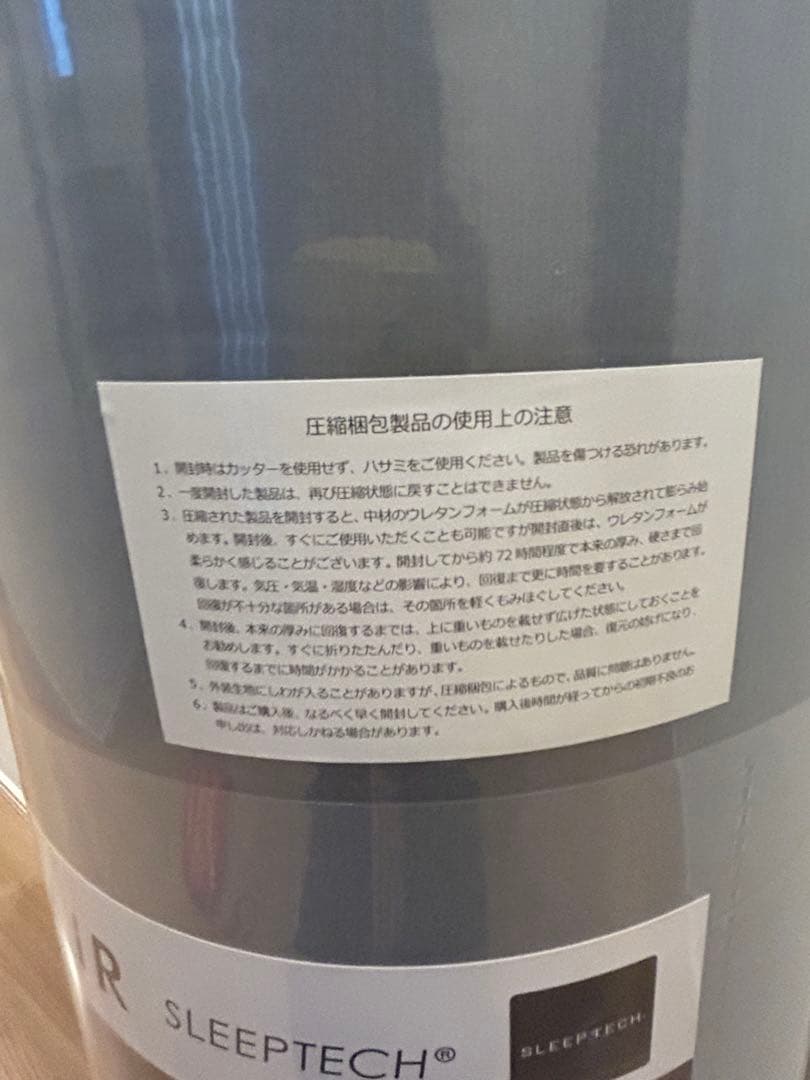 圧縮梱包製品の使用上の注意
1. 開封時はカッターを使用せず、ハサミをご使用ください。製品を傷つける恐れがあります。
2. 一度開封した製品は、再び圧縮状態に戻すことはできません。
3. 圧縮された製品を開封すると、中材のウレタンフォームが圧縮状態から解放されて膨らみ始
めます。開封後、すぐにご使用いただくことも可能ですが開封直後は、ウレタンフォームが
柔らかく感じることがございます。開封してから約72時間程度で本来の厚み、硬さまで回
復します。気圧・気温・湿度などの影響により、回復まで更に時間を要することがあります。
回復が不十分な箇所がある場合は、その箇所を軽くもみほぐしてください。
4. 開封後、本来の厚みに回復するまでは、上に重いものを載せず広げた状態にしておくことを
お勧めします。すぐに折りたたんだり、重いものを載せたりした場合、復元の妨げになり、
回復するまでに時間がかかることがあります。
5. 外装生地にしわが入ることがありますが、圧縮梱包によるもので、品質に問題はありません。
6. 製品はご購入後、なるべく早く開封してください。購入後時間が経ってからの初期不良のお
申し出は、対応しかねる場合があります。
IR SLEEPTECH®
SLEEPTECH